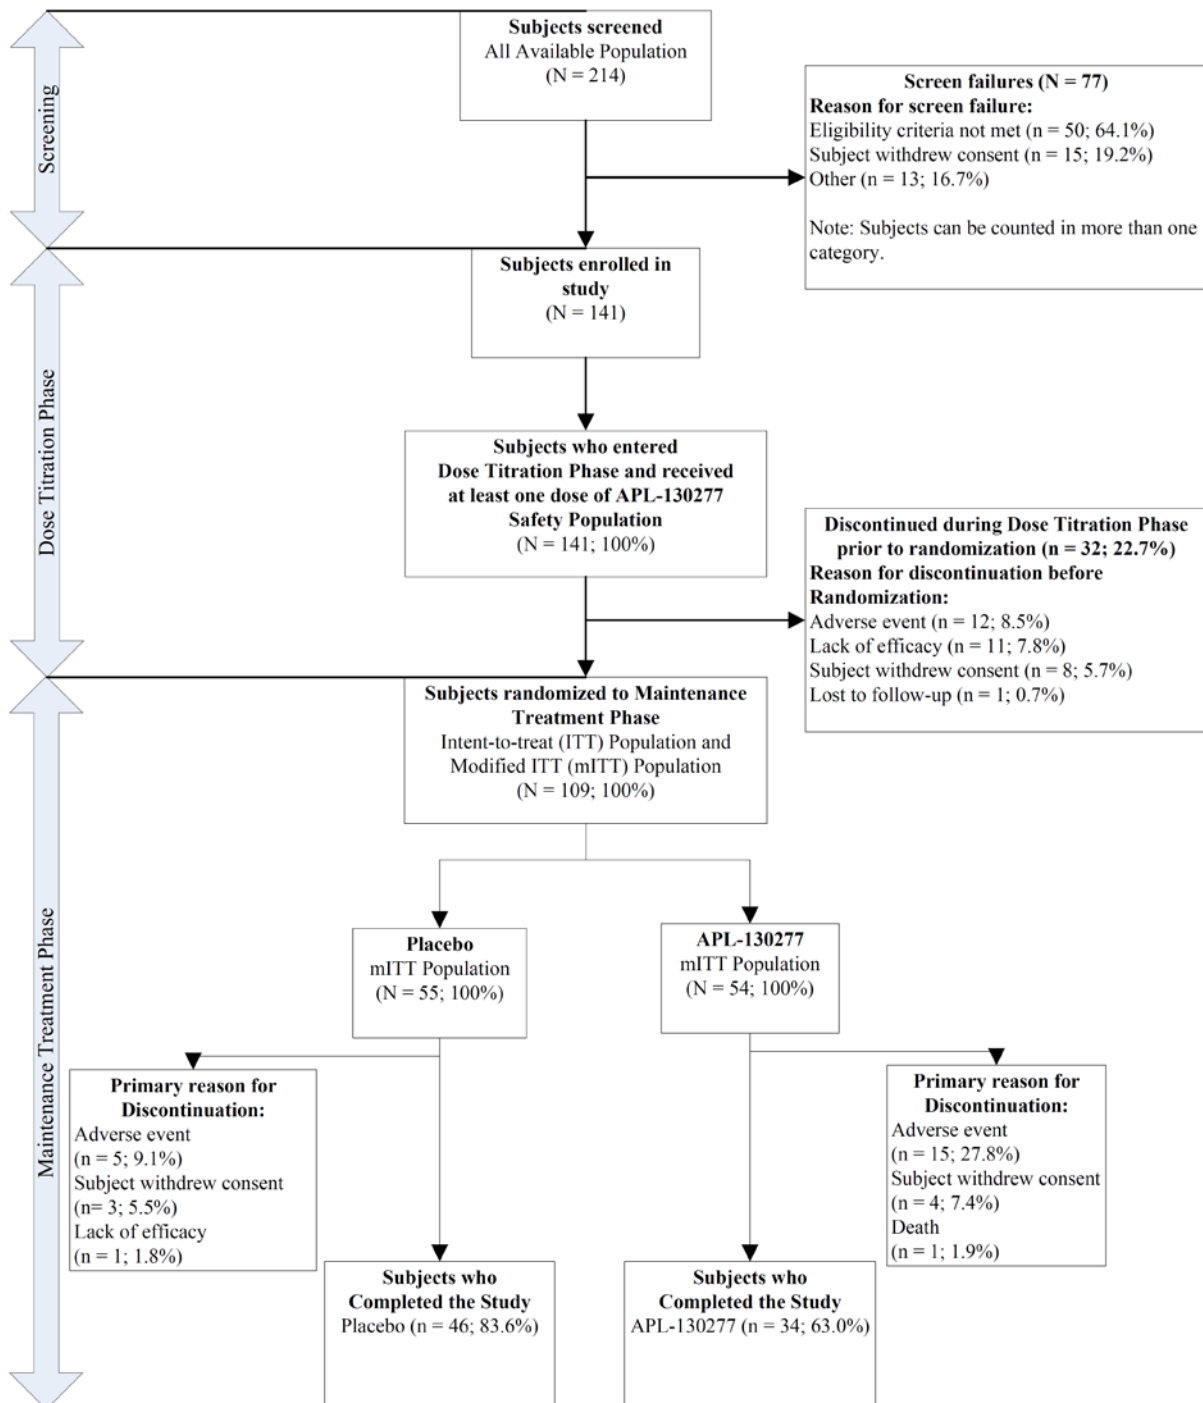 Screening
Subjects screened
All Available Population
(N = 214)
Screen failures (N = 77)
Reason for screen failure:
Eligibility criteria not met (n = 50; 64.1%)
Subject withdrew consent (n = 15; 19.2%)
Other (n = 13; 16.7%)
Note: Subjects can be counted in more than one
category.
Dose Titration Phase
Subjects enrolled in
study
(N = 141)
Subjects who entered
Dose Titration Phase and received
at least one dose of APL-130277
Safety Population
(N = 141; 100%)
Discontinued during Dose Titration Phase
prior to randomization (n = 32; 22.7%)
Reason for discontinuation before
Randomization:
Adverse event (n = 12; 8.5%)
Lack of efficacy (n = 11; 7.8%)
Subject withdrew consent (n = 8; 5.7%)
Lost to follow-up (n = 1; 0.7%)
Maintenance Treatment Phase
Subjects randomized to Maintenance
Treatment Phase
Intent-to-treat (ITT) Population and
Modified ITT (mITT) Population
(N = 109; 100%)
Placebo
mITT Population
(N = 55; 100%)
APL-130277
mITT Population
(N = 54; 100%)
Primary reason for
Discontinuation:
Adverse event
(n = 5; 9.1%)
Subject withdrew consent
(n= 3; 5.5%)
Lack of efficacy
(n = 1; 1.8%)
Primary reason for
Discontinuation:
Adverse event
(n = 15; 27.8%)
Subject withdrew consent
(n = 4; 7.4%)
Death
(n = 1; 1.9%)
Subjects who
Completed the Study
Placebo (n = 46; 83.6%)
Subjects who
Completed the Study
APL-130277 (n = 34; 63.0%)